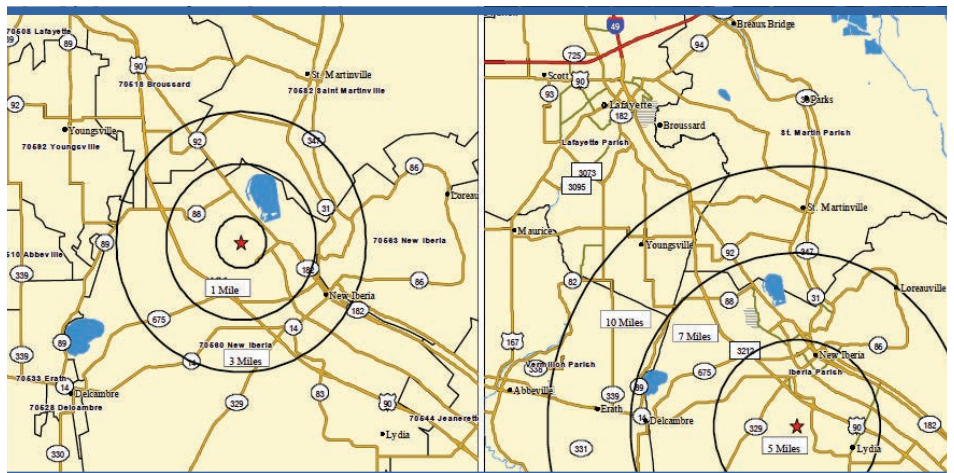 70508 Lafayette
89
90
70518 Broussard
St. Martinville
70582 Saint Martinville
92
Youngsville
70592 Youngsville
92
347
86
Loreau
88
31
89
70563 New Iberia
510 Abbeville
339
182
86
1 Mile
New Iberia
182
675
14
89
70560 New Iberia
339
14
3 Miles
70533 Erath
14
Delcambre
70528 Delcambre
329
83
90
70544 Jeanerette
Lydia
330
49
Breaux Bridge
94
725
Scott
90
93
Lafayette
182
Parks
Broussard
St. Martin Parish
Lafayette Parish
3073
3095
St. Martinville
Maurice
Youngsville
92
347
82
Loreauville
88
31
10 Miles
7 Miles
167
3212
86
New Iberia
338
Vermilion Parish
675
Iberia Parish
89
Abbeville
339
Erath
14
Delcambre
329
90
182
331
5 Miles
Lydia